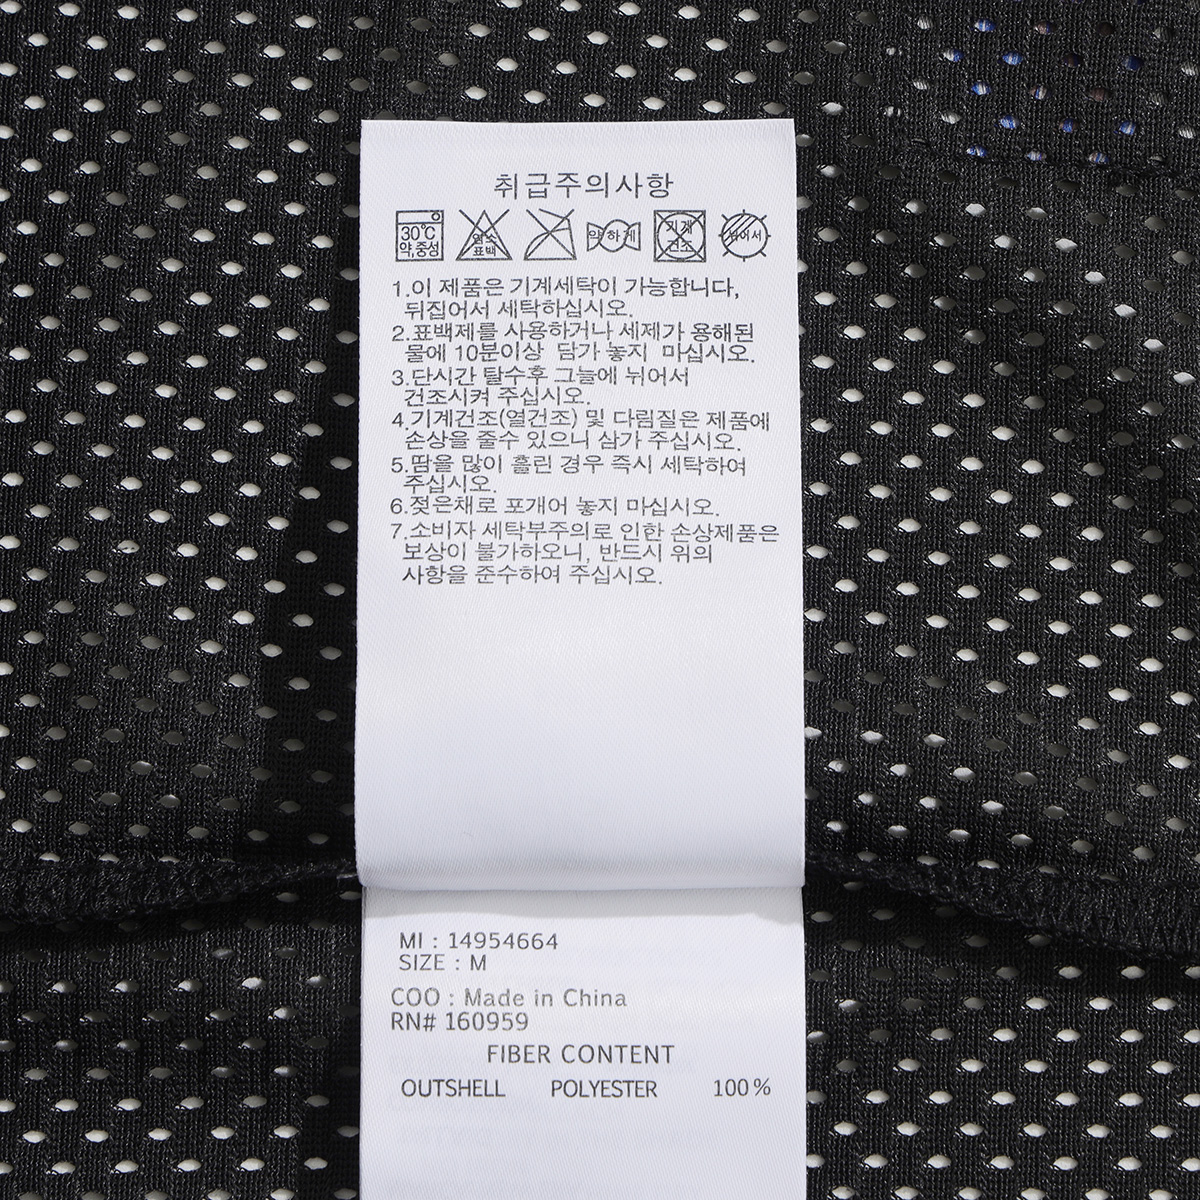 취급주의사항
30℃ 약,중성
염소 표백
약하게
기계 건조
뉘어서
1.이 제품은 기계세탁이 가능합니다,
뒤집어서 세탁하십시오.
2.표백제를 사용하거나 세제가 용해된
물에 10분이상 담가 놓지 마십시오.
3.단시간 탈수후 그늘에 뉘어서
건조시켜 주십시오.
4.기계건조(열건조) 및 다림질은 제품에
손상을 줄수 있으니 삼가 주십시오.
5.땀을 많이 흘린 경우 즉시 세탁하여
주십시오.
6.젖은채로 포개어 놓지 마십시오.
7.소비자 세탁부주의로 인한 손상제품은
보상이 불가하오니, 반드시 위의
사항을 준수하여 주십시오.
MI : 14954664
SIZE : M
COO : Made in China
RN# 160959
FIBER CONTENT
OUTSHELL POLYESTER 100%